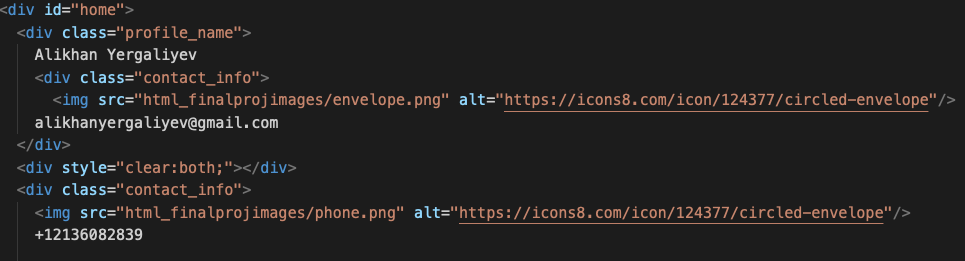 <div id="home">
<div class="profile_name">
Alikhan Yergaliyev
<div class="contact_info">
<img src="html_finalprojimages/envelope.png" alt="https://icons8.com/icon/124377/circled-envelope"/>
alikhanyergaliyev@gmail.com
</div>
<div style="clear:both;"></div>
<div class="contact_info">
<img src="html_finalprojimages/phone.png" alt="https://icons8.com/icon/124377/circled-envelope"/>
+12136082839